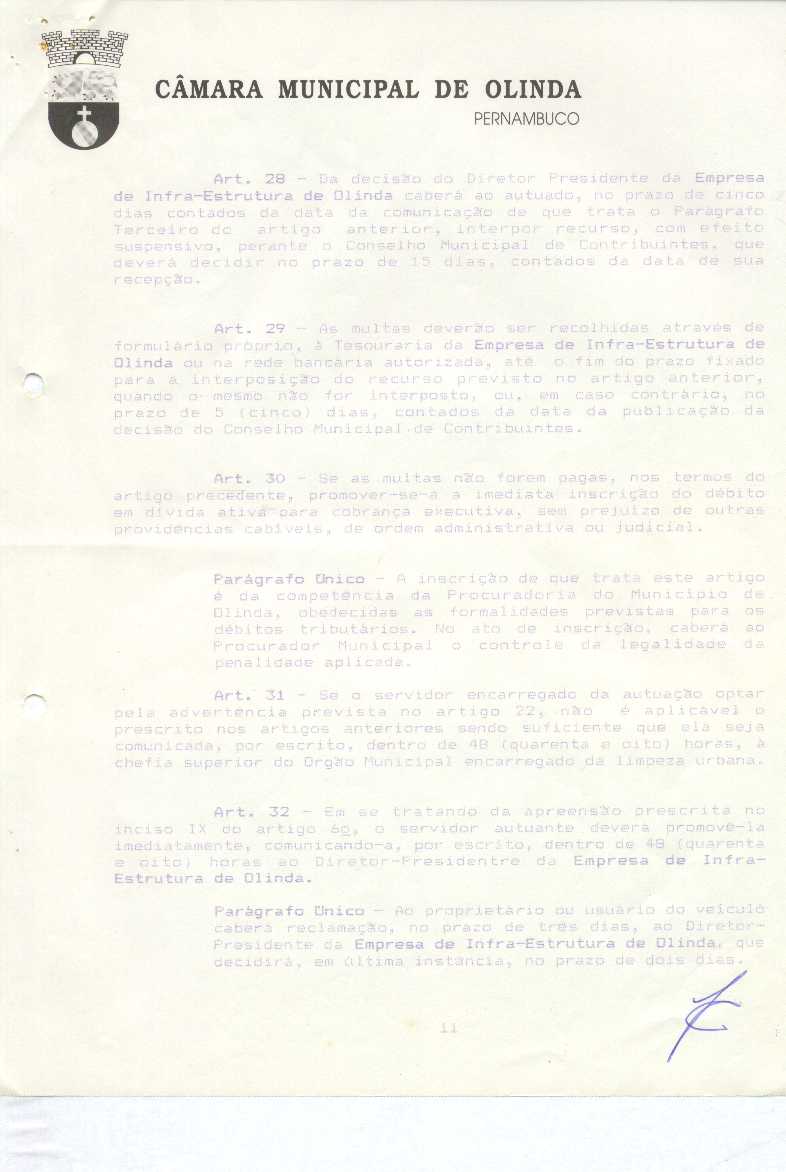 CÂMARA MUNICIPAL DE OLINDA
PERNAMBUCO
Art. 28 - Da decisão do Diretor Presidente da Empresa
de Infra-Estrutura de Olinda caberá ao autuado, no prazo de cinco
dias contados da data da comunicação de que trata o Parágrafo
Terceiro do artigo anterior, interpor recurso, com efeito
suspensivo, perante o Conselho Municipal de Contribuintes, que
deverá decidir no prazo de 15 dias, contados da data de sua
recepção.
Art. 29 - As multas deverão ser recolhidas através de
formulário próprio, à Tesouraria da Empresa de Infra-Estrutura de
Olinda ou na rede bancária autorizada, até o fim do prazo fixado
para a interposição do recurso previsto no artigo anterior,
quando o mesmo não for interposto, ou, em caso contrário, no
prazo de 5 (cinco) dias, contados da data da publicação da
decisão do Conselho Municipal de Contribuintes.
Art. 30 - Se as multas não forem pagas, nos termos do
artigo precedente, promover-se-a a imediata inscrição do débito
em dívida ativa para cobrança executiva, sem prejuízo de outras
providências cabíveis, de ordem administrativa ou judicial.
Parágrafo Único - A inscrição de que trata este artigo
é da competência da Procuradoria do Município de
Olinda, obedecidas as formalidades previstas para os
débitos tributários. No ato de inscrição, caberá ao
Procurador Municipal o controle da legalidade da
penalidade aplicada.
Art. 31 - Se o servidor encarregado da autuação optar
pela advertência prevista no artigo 22, não é aplicável o
prescrito nos artigos anteriores sendo suficiente que ela seja
comunicada, por escrito, dentro de 48 (quarenta e oito) horas, à
chefia superior do Orgão Municipal encarregado da limpeza urbana.
Art. 32 - Em se tratando da apreensão prescrita no
inciso IX do artigo 6o, o servidor autuante deverá promovê-la
imediatamente, comunicando-a, por escrito, dentro de 48 (quarenta
e oito) horas ao Diretor-Presidentre da Empresa de Infra-
Estrutura de Olinda.
Parágrafo Único - Ao proprietário ou usuário do veículo
caberá reclamação, no prazo de três dias, ao Diretor-
Presidente da Empresa de Infra-Estrutura de Olinda, que
decidirá, em última instância, no prazo de dois dias.
11